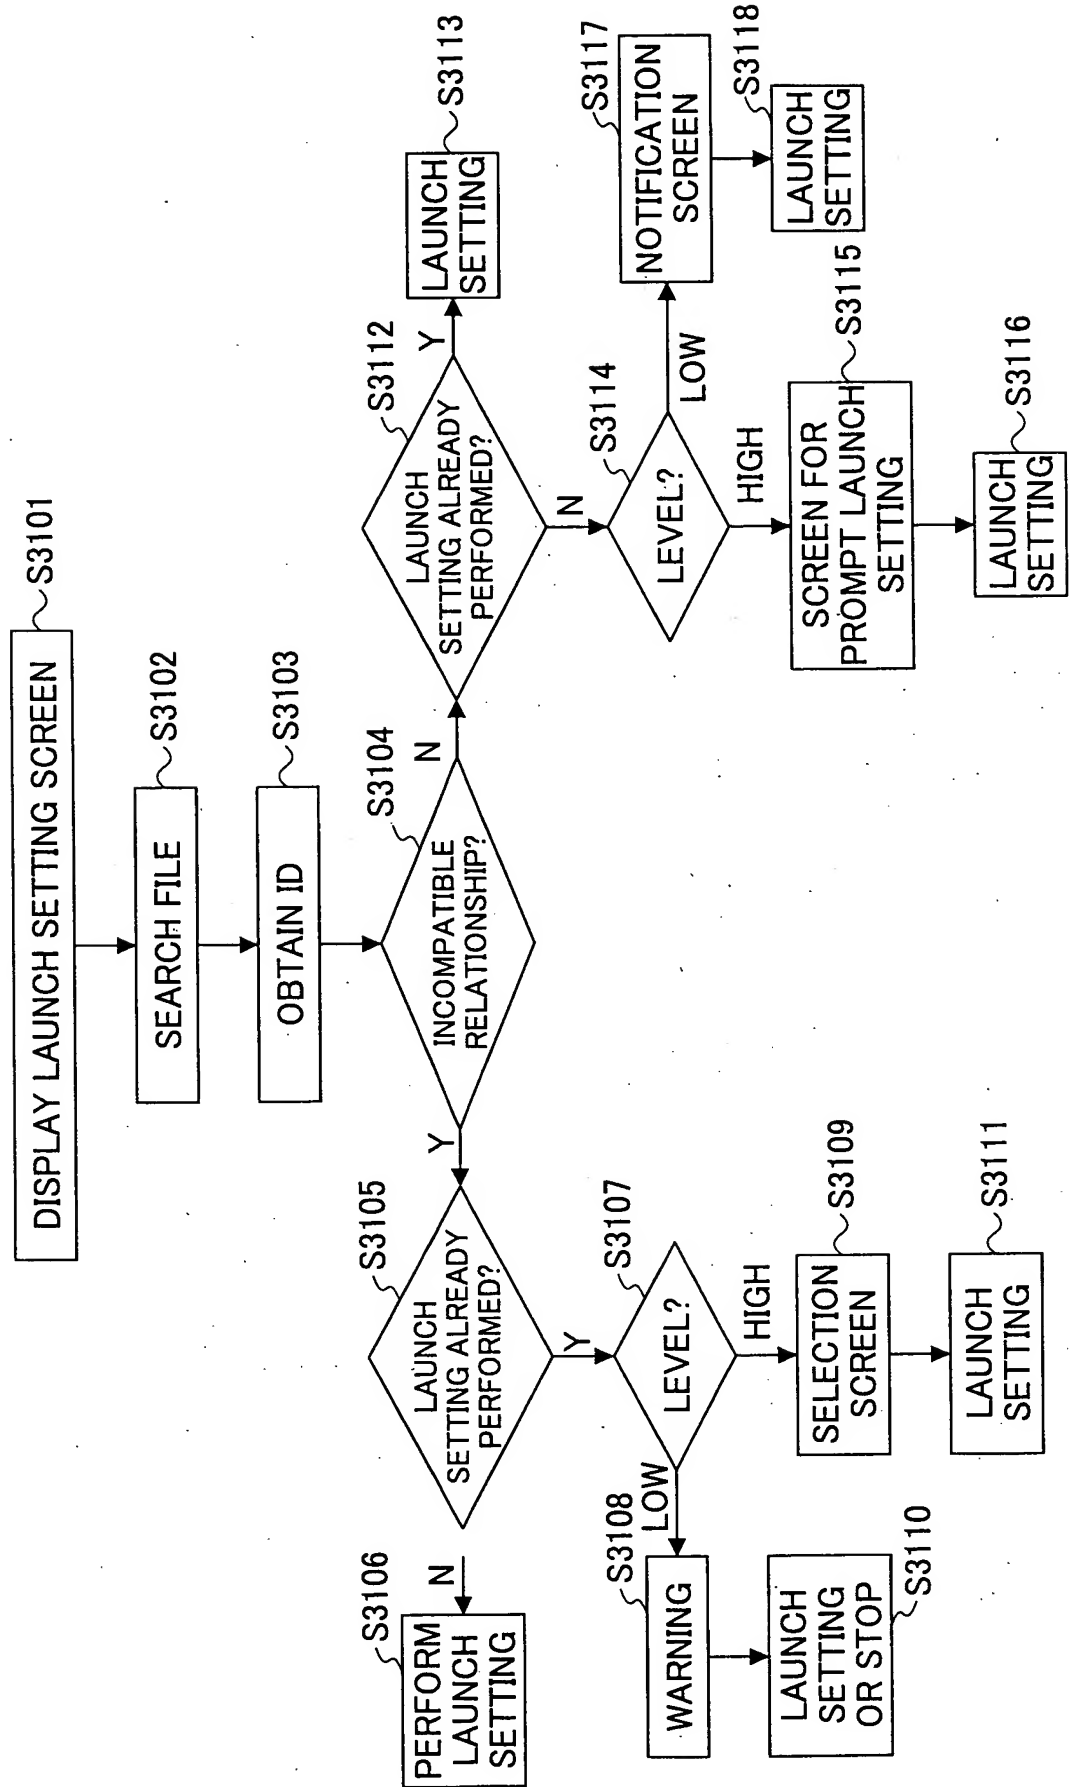 DISPLAY LAUNCH SETTING SCREEN
S3101
SEARCH FILE
S3102
OBTAIN ID
S3103
INCOMPATIBLE
RELATIONSHIP?
S3104
Y
N
LAUNCH
SETTING ALREADY
PERFORMED?
S3105
N
PERFORM
LAUNCH
SETTING
S3106
Y
LEVEL?
S3107
LOW
WARNING
S3108
LAUNCH
SETTING
OR STOP
S3110
HIGH
SELECTION
SCREEN
S3109
LAUNCH
SETTING
S3111
LAUNCH
SETTING ALREADY
PERFORMED?
S3112
Y
LAUNCH
SETTING
S3113
N
LEVEL?
S3114
HIGH
SCREEN FOR
PROMPT LAUNCH
SETTING
S3115
LAUNCH
SETTING
S3116
LOW
NOTIFICATION
SCREEN
S3117
LAUNCH
SETTING
S3118